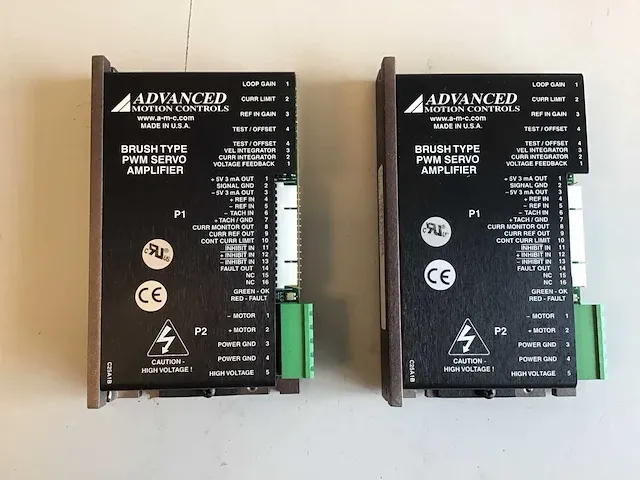 ADVANCED
MOTION CONTROLS
www.a-m-c.com
MADE IN U.S.A.
BRUSH TYPE
PWM SERVO
AMPLIFIER
LOOP GAIN 1
CURR LIMIT 2
REF IN GAIN 3
TEST / OFFSET 4
TEST / OFFSET 4
VEL INTEGRATOR 3
CURR INTEGRATOR 2
VOLTAGE FEEDBACK 1
P1
+ 5V 3 mA OUT 1
SIGNAL GND 2
- 5V 3 mA OUT 3
+ REF IN 4
- REF IN 5
- TACH IN 6
+ TACH / GND 7
CURR MONITOR OUT 8
CURR REF OUT 9
CONT CURR LIMIT 10
INHIBIT IN 11
+ INHIBIT IN 12
- INHIBIT IN 13
FAULT OUT 14
NC 15
NC 16
GREEN - OK
RED - FAULT
CE
P2
- MOTOR 1
+ MOTOR 2
POWER GND 3
POWER GND 4
HIGH VOLTAGE 5
CAUTION -
HIGH VOLTAGE !
C25A1B
ADVANCED
MOTION CONTROLS
www.a-m-c.com
MADE IN U.S.A.
BRUSH TYPE
PWM SERVO
AMPLIFIER
LOOP GAIN 1
CURR LIMIT 2
REF IN GAIN 3
TEST / OFFSET 4
TEST / OFFSET 4
VEL INTEGRATOR 3
CURR INTEGRATOR 2
VOLTAGE FEEDBACK 1
P1
+ 5V 3 mA OUT 1
SIGNAL GND 2
- 5V 3 mA OUT 3
+ REF IN 4
- REF IN 5
- TACH IN 6
+ TACH / GND 7
CURR MONITOR OUT 8
CURR REF OUT 9
CONT CURR LIMIT 10
INHIBIT IN 11
+ INHIBIT IN 12
- INHIBIT IN 13
FAULT OUT 14
NC 15
NC 16
GREEN - OK
RED - FAULT
CE
P2
- MOTOR 1
+ MOTOR 2
POWER GND 3
POWER GND 4
HIGH VOLTAGE 5
CAUTION -
HIGH VOLTAGE !
C25A1B